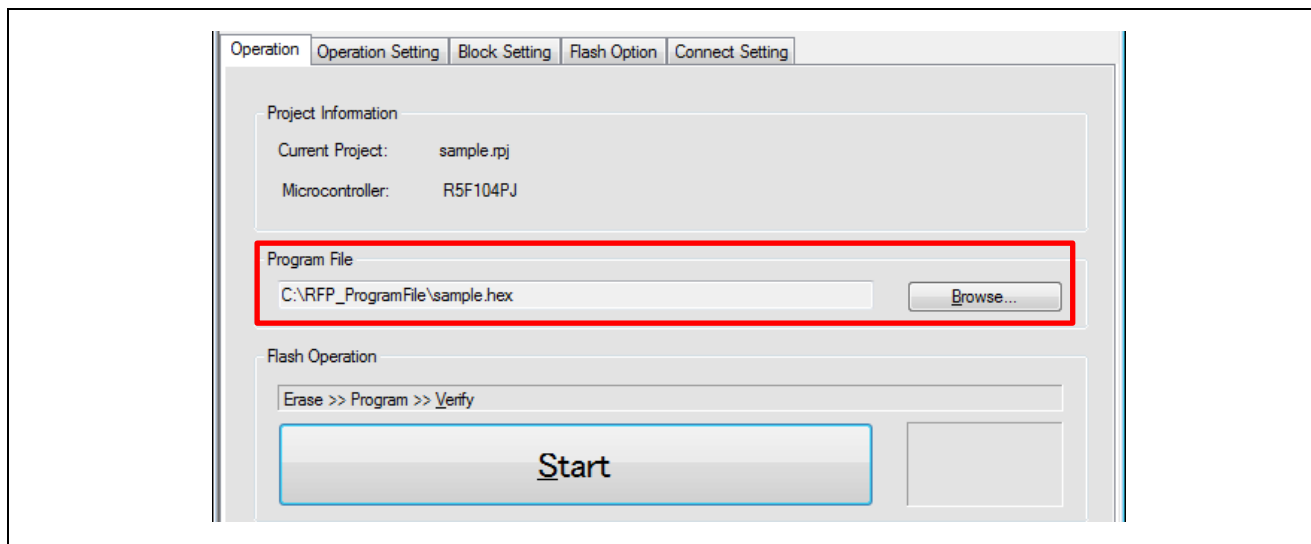 Operation Operation Setting Block Setting Flash Option Connect Setting
Project Information
Current Project: sample.rpj
Microcontroller: R5F104PJ
Program File
C:\RFP_ProgramFile\sample.hex Browse...
Flash Operation
Erase >> Program >> Verify
Start